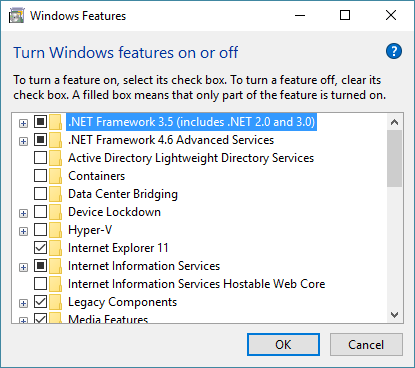 Windows Features
Turn Windows features on or off
?
To turn a feature on, select its check box. To turn a feature off, clear its
check box. A filled box means that only part of the feature is turned on.
.NET Framework 3.5 (includes .NET 2.0 and 3.0)
.NET Framework 4.6 Advanced Services
Active Directory Lightweight Directory Services
Containers
Data Center Bridging
Device Lockdown
Hyper-V
Internet Explorer 11
Internet Information Services
Internet Information Services Hostable Web Core
Legacy Components
Media Features
OK
Cancel